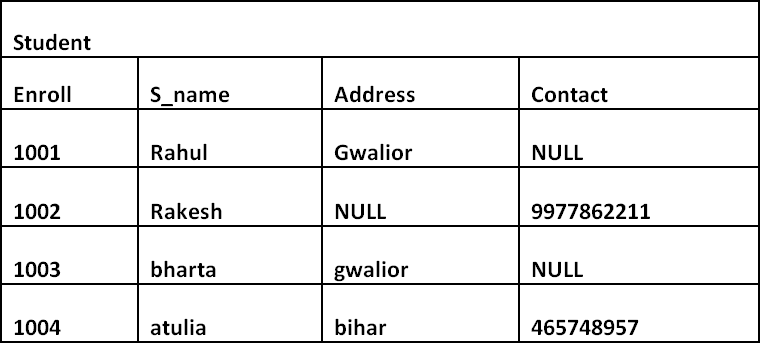 Student
Enroll S_name Address Contact
1001 Rahul Gwalior NULL
1002 Rakesh NULL 9977862211
1003 bharta gwalior NULL
1004 atulia bihar 465748957